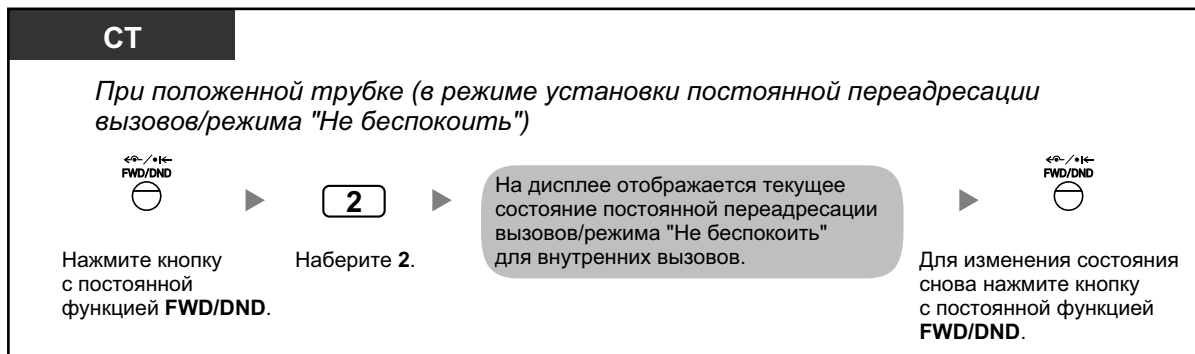 СТ
При положенной трубке (в режиме установки постоянной переадресации
вызовов/режима "Не беспокоить")
FWD/DND
Нажмите кнопку
с постоянной
функцией FWD/DND.
2
Наберите 2.
На дисплее отображается текущее
состояние постоянной переадресации
вызовов/режима "Не беспокоить"
для внутренних вызовов.
FWD/DND
Для изменения состояния
снова нажмите кнопку
с постоянной функцией
FWD/DND.